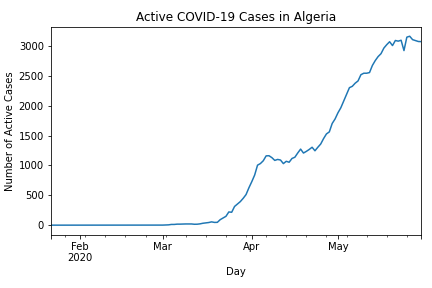 Active COVID-19 Cases in Algeria
Number of Active Cases
3000
2500
2000
1500
1000
500
0
Feb
2020
Mar
Apr
May
Day